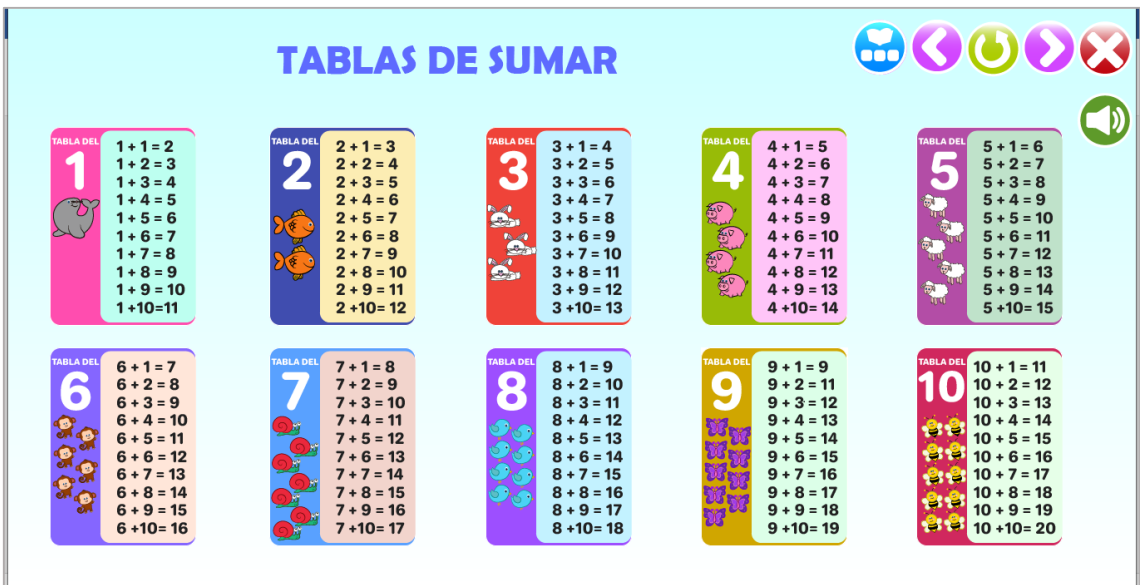 TABLAS DE SUMAR
TABLA DEL
1
1 + 1 = 2
1 + 2 = 3
1 + 3 = 4
1 + 4 = 5
1 + 5 = 6
1 + 6 = 7
1 + 7 = 8
1 + 8 = 9
1 + 9 = 10
1 +10=11
TABLA DEL
2
2 + 1 = 3
2 + 2 = 4
2 + 3 = 5
2 + 4 = 6
2 + 5 = 7
2 + 6 = 8
2 + 7 = 9
2 + 8 = 10
2 + 9 = 11
2 +10= 12
TABLA DEL
3
3 + 1 = 4
3 + 2 = 5
3 + 3 = 6
3 + 4 = 7
3 + 5 = 8
3 + 6 = 9
3 + 7 = 10
3 + 8 = 11
3 + 9 = 12
3 +10= 13
TABLA DEL
4
4 + 1 = 5
4 + 2 = 6
4 + 3 = 7
4 + 4 = 8
4 + 5 = 9
4 + 6 = 10
4 + 7 = 11
4 + 8 = 12
4 + 9 = 13
4 +10= 14
TABLA DEL
5
5 + 1 = 6
5 + 2 = 7
5 + 3 = 8
5 + 4 = 9
5 + 5 = 10
5 + 6 = 11
5 + 7 = 12
5 + 8 = 13
5 + 9 = 14
5 +10= 15
TABLA DEL
6
6 + 1 = 7
6 + 2 = 8
6 + 3 = 9
6 + 4 = 10
6 + 5 = 11
6 + 6 = 12
6 + 7 = 13
6 + 8 = 14
6 + 9 = 15
6 +10= 16
TABLA DEL
7
7 + 1 = 8
7 + 2 = 9
7 + 3 = 10
7 + 4 = 11
7 + 5 = 12
7 + 6 = 13
7 + 7 = 14
7 + 8 = 15
7 + 9 = 16
7 +10= 17
TABLA DEL
8
8 + 1 = 9
8 + 2 = 10
8 + 3 = 11
8 + 4 = 12
8 + 5 = 13
8 + 6 = 14
8 + 7 = 15
8 + 8 = 16
8 + 9 = 17
8 +10= 18
TABLA DEL
9
9 + 1 = 9
9 + 2 = 11
9 + 3 = 12
9 + 4 = 13
9 + 5 = 14
9 + 6 = 15
9 + 7 = 16
9 + 8 = 17
9 + 9 = 18
9 +10= 19
TABLA DEL
10
10 + 1 = 11
10 + 2 = 12
10 + 3 = 13
10 + 4 = 14
10 + 5 = 15
10 + 6 = 16
10 + 7 = 17
10 + 8 = 18
10 + 9 = 19
10 +10= 20